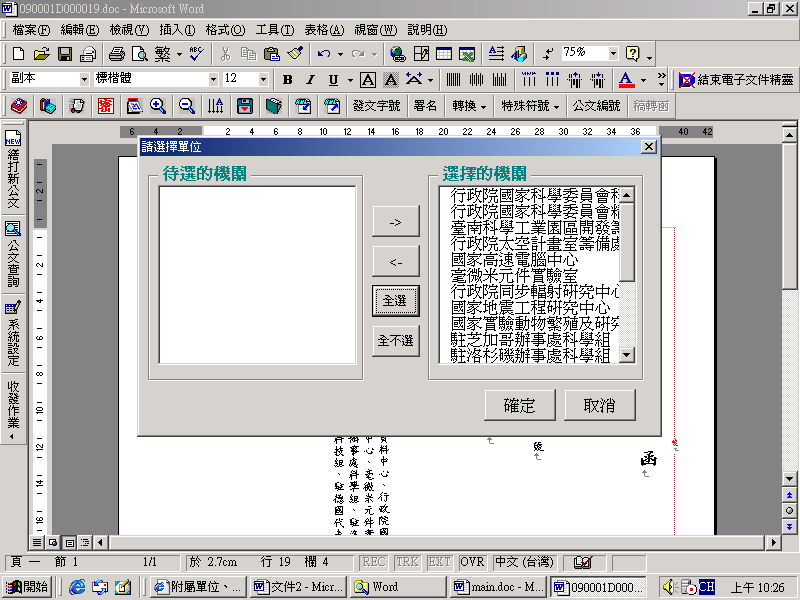 090001D000019.doc - Microsoft Word
檔案(F) 編輯(E) 檢視(V) 插入(I) 格式(O) 工具(T) 表格(A) 視窗(W) 說明(H)
繁 75%
副本 標楷體 12 B I U A A A 結束電子文件精靈
發文字號 署名 轉換 特殊符號 公文編號 稿轉函
6 4 2 2 4 6 8 10 12 14 16 18 20 22 24 26 28 30 32 34 36 40 42
NEW
繕打新公文
公文查詢
系統設定
收發作業
請選擇單位
待選的機關
->
<-
全選
全不選
選擇的機關
行政院國家科學委員會科
行政院國家科學委員會精
臺南科學工業園區開發籌
行政院太空計畫室籌備處
國家高速電腦中心
毫微米元件實驗室
行政院同步輻射研究中心
國家地震工程研究中心
國家實驗動物繁殖及研究
駐芝加哥辦事處科學組
駐洛杉磯辦事處科學組
確定 取消
函
號
資料中心、行政院國
中心、毫微米元件實
辦事處科學組、駐洛
科技組、駐德國代表
頁 一 節 1 1/1 於 2.7cm 行 19 欄 4 REC TRK EXT OVR 中文 (台灣)
開始 附屬單位、... 文件2 - Micr... Word main.doc - M... 090001D000... CH 上午 10:26